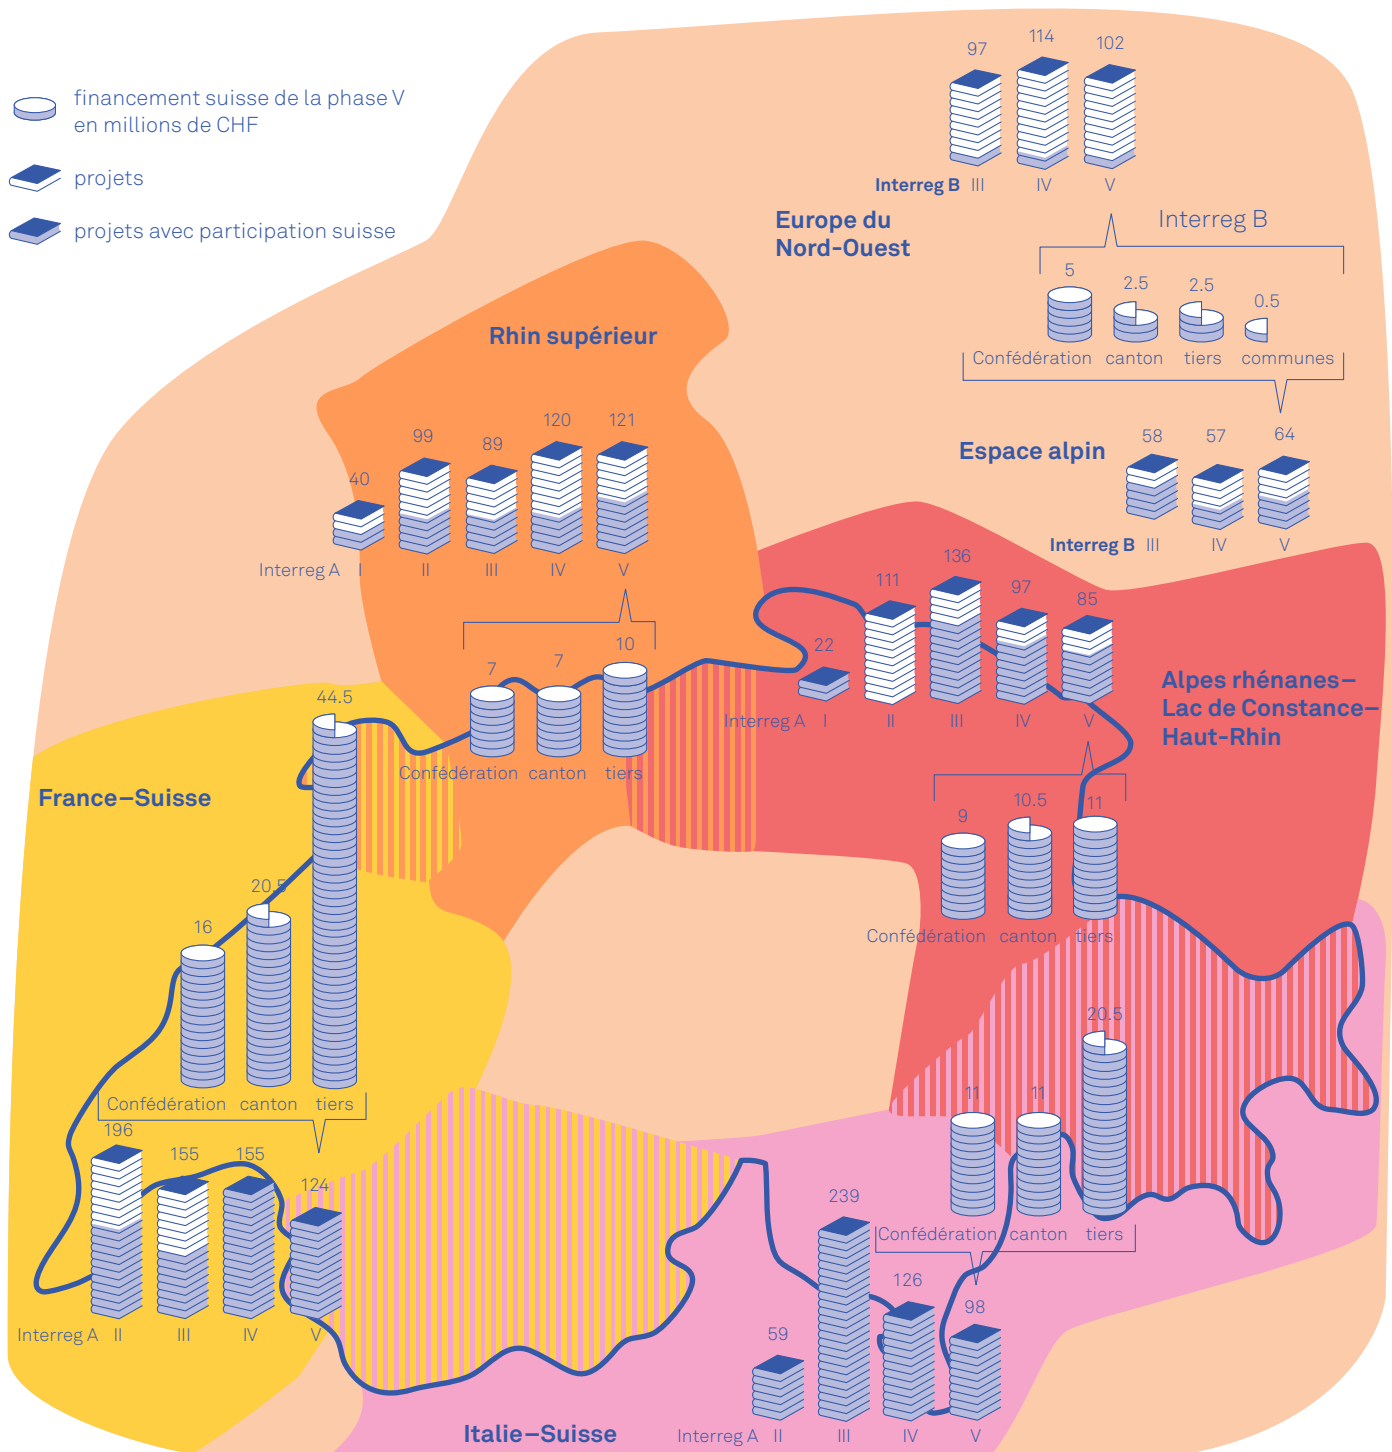 financement suisse de la phase V
en millions de CHF
projets
projets avec participation suisse
97
114
102
Interreg B III IV V
Europe du
Nord-Ouest
Interreg B
5
2.5
2.5
0.5
Confédération canton tiers communes
Rhin supérieur
40
99
89
120
121
Interreg A I II III IV V
Espace alpin
58
57
64
Interreg B III IV V
7
7
10
Confédération canton tiers
22
111
136
97
85
Interreg A I II III IV V
Alpes rhénanes–
Lac de Constance–
Haut-Rhin
9
10.5
11
Confédération canton tiers
France–Suisse
16
20.5
44.5
Confédération canton tiers
196
155
155
124
Interreg A II III IV V
11
11
20.5
Confédération canton tiers
59
239
126
98
Interreg A II III IV V
Italie–Suisse